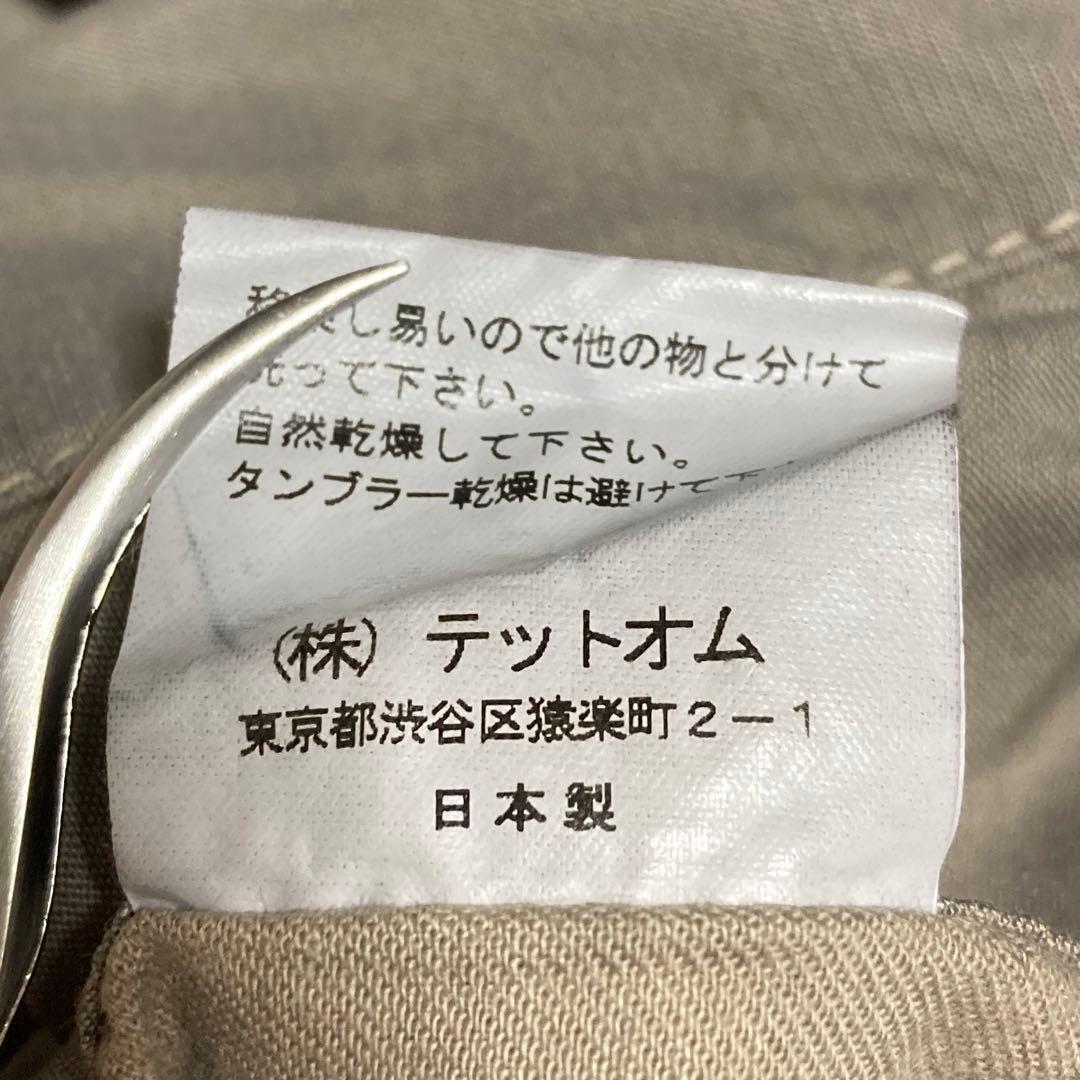 し易いので他の物と分けて
って下さい。
自然乾燥して下さい。
タンブラー乾燥は避けて
(株) テットオム
東京都渋谷区猿楽町2－1
日本製